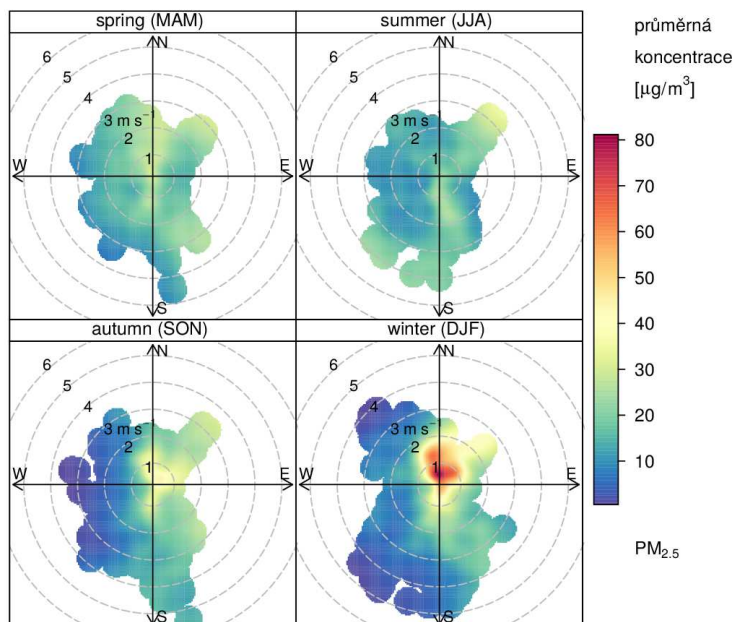 spring (MAM)
N
6
5
4
3 m s⁻¹
2
1
W
E
S
summer (JJA)
N
6
5
4
3 m s⁻¹
2
1
W
E
S
autumn (SON)
N
6
5
4
3 m s⁻¹
2
1
W
E
S
winter (DJF)
N
6
5
4
3 m s⁻¹
2
1
W
E
S
průměrná
koncentrace
[μg/m³]
80
70
60
50
40
30
20
10
PM₂.₅